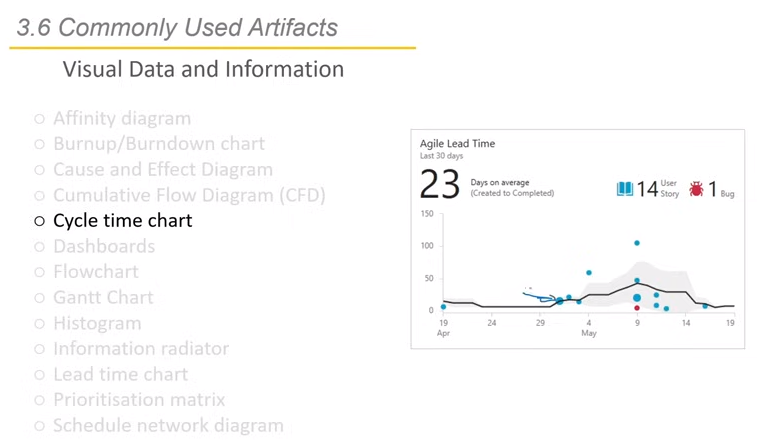 3.6 Commonly Used Artifacts
Visual Data and Information
Affinity diagram
Burnup/Burndown chart
Cause and Effect Diagram
Cumulative Flow Diagram (CFD)
Cycle time chart
Dashboards
Flowchart
Gantt Chart
Histogram
Information radiator
Lead time chart
Prioritisation matrix
Schedule network diagram
Agile Lead Time
Last 30 days
23
Days on average
(Created to Completed)
14
User
Story
1
Bug
150
100
50
0
19 24 29 4 9 14 19
Apr May